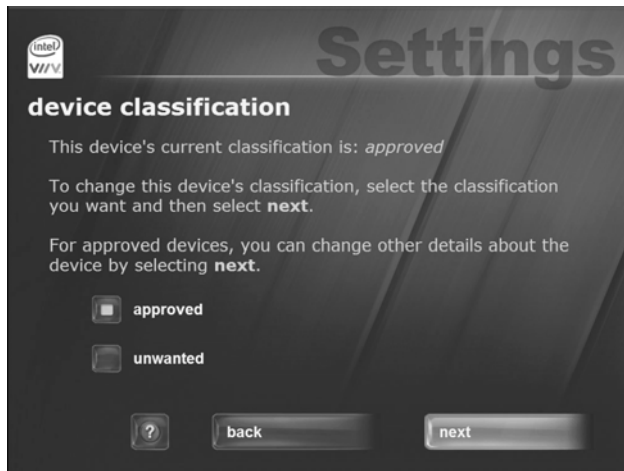 intel
VIIV
Settings
device classification
This device's current classification is: approved
To change this device's classification, select the classification
you want and then select next.
For approved devices, you can change other details about the
device by selecting next.
approved
unwanted
?
back
next